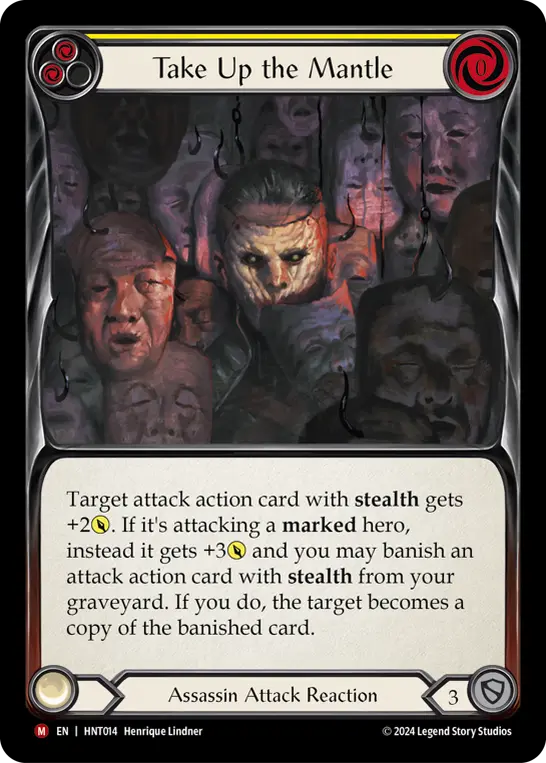 Take Up the Mantle
0
Target attack action card with stealth gets
+2. If it's attacking a marked hero,
instead it gets +3 and you may banish an
attack action card with stealth from your
graveyard. If you do, the target becomes a
copy of the banished card.
Assassin Attack Reaction
3
M EN | HNT014 Henrique Lindner
© 2024 Legend Story Studios